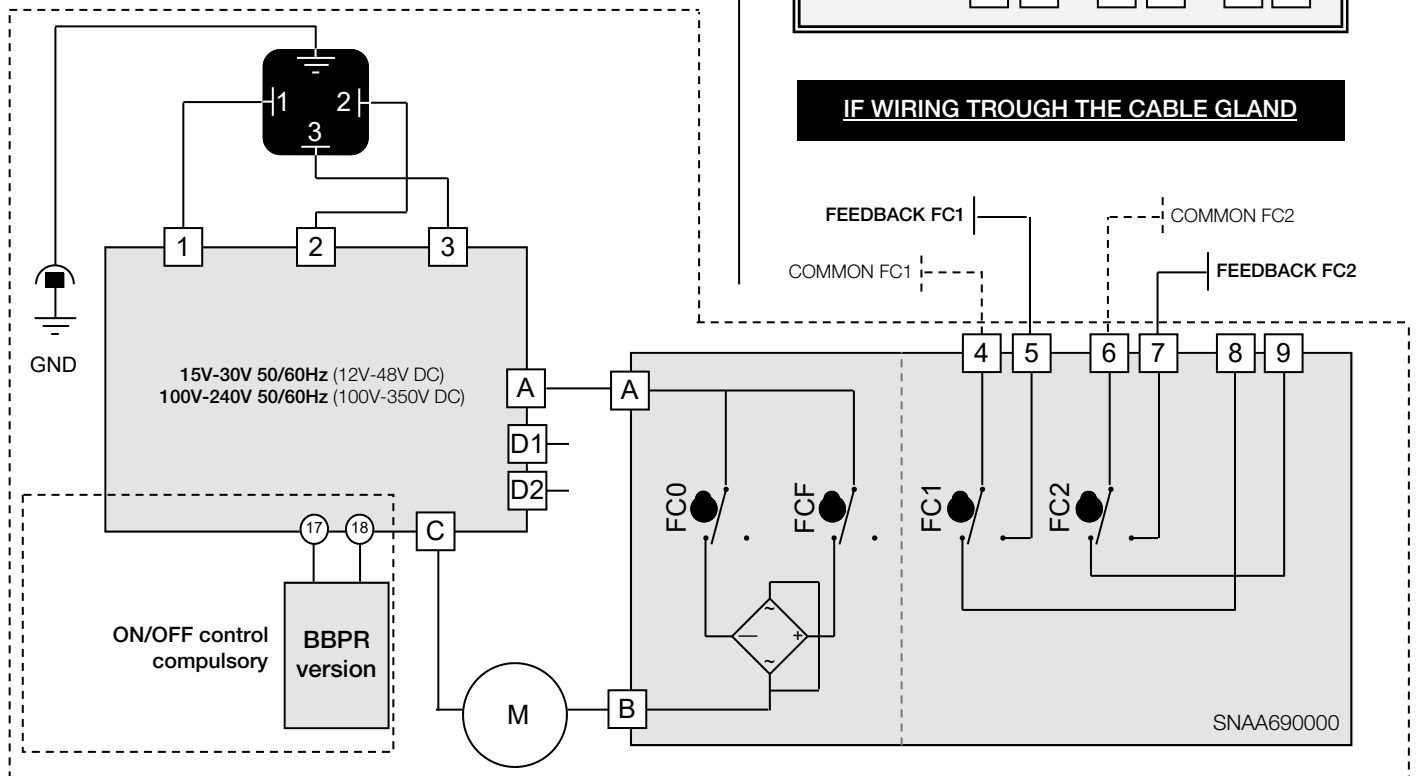 IF WIRING TROUGH THE CABLE GLAND
1 2
3
FEEDBACK FC1
COMMON FC2
COMMON FC1
FEEDBACK FC2
1 2 3
4 5 6 7 8 9
GND
15V-30V 50/60Hz (12V-48V DC)
100V-240V 50/60Hz (100V-350V DC)
A A
D1
D2
FC0 FCF FC1 FC2
17 18 C
~
— +
~
ON/OFF control
compulsory
BBPR
version
M
B
SNAA690000